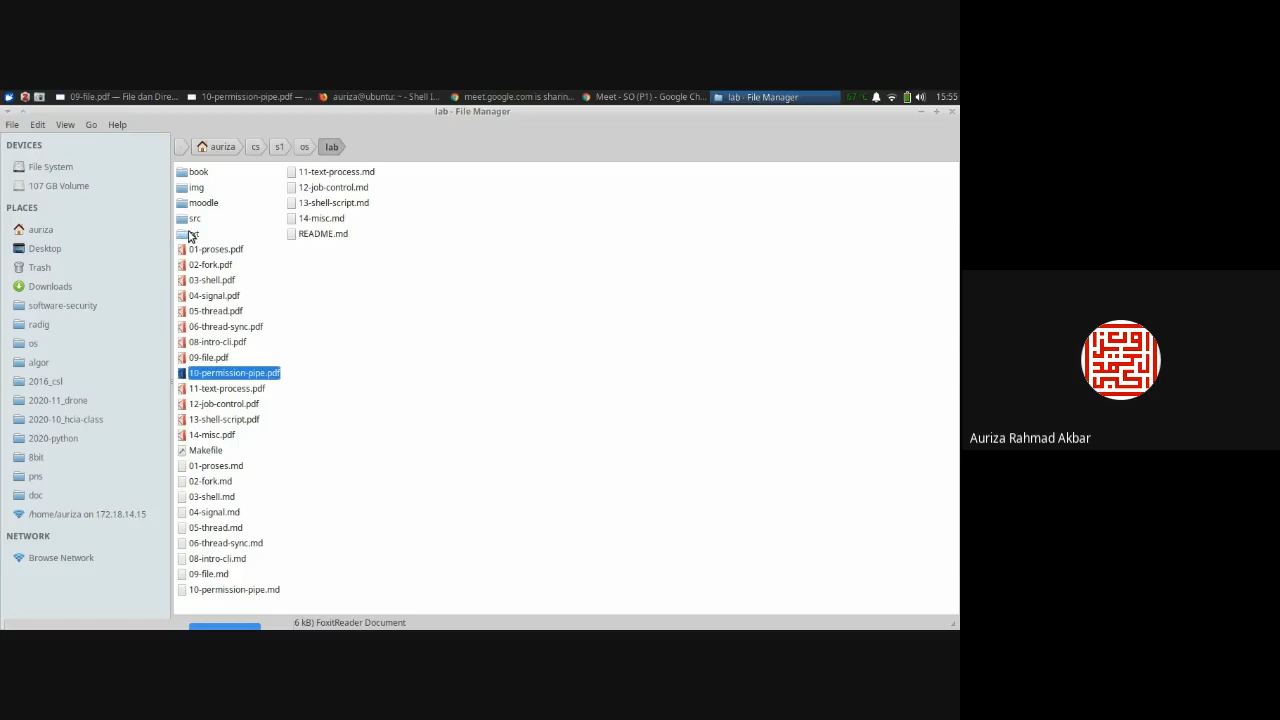 09-file.pdf — File dan Dire...
10-permission-pipe.pdf — ...
auriza@ubuntu: ~ - Shell I...
meet.google.com is sharin...
Meet - SO (P1) - Google Ch...
lab - File Manager
67°C
15:55
lab - File Manager
File Edit View Go Help
DEVICES
File System
107 GB Volume
PLACES
auriza
Desktop
Trash
Downloads
software-security
radig
os
algor
2016_csl
2020-11_drone
2020-10_hcia-class
2020-python
8bit
pns
doc
/home/auriza on 172.18.14.15
NETWORK
Browse Network
auriza cs s1 os lab
book
img
moodle
src
01-proses.pdf
02-fork.pdf
03-shell.pdf
04-signal.pdf
05-thread.pdf
06-thread-sync.pdf
08-intro-cli.pdf
09-file.pdf
10-permission-pipe.pdf
11-text-process.pdf
12-job-control.pdf
13-shell-script.pdf
14-misc.pdf
Makefile
01-proses.md
02-fork.md
03-shell.md
04-signal.md
05-thread.md
06-thread-sync.md
08-intro-cli.md
09-file.md
10-permission-pipe.md
11-text-process.md
12-job-control.md
13-shell-script.md
14-misc.md
README.md
6 kB) FoxitReader Document
Auriza Rahmad Akbar